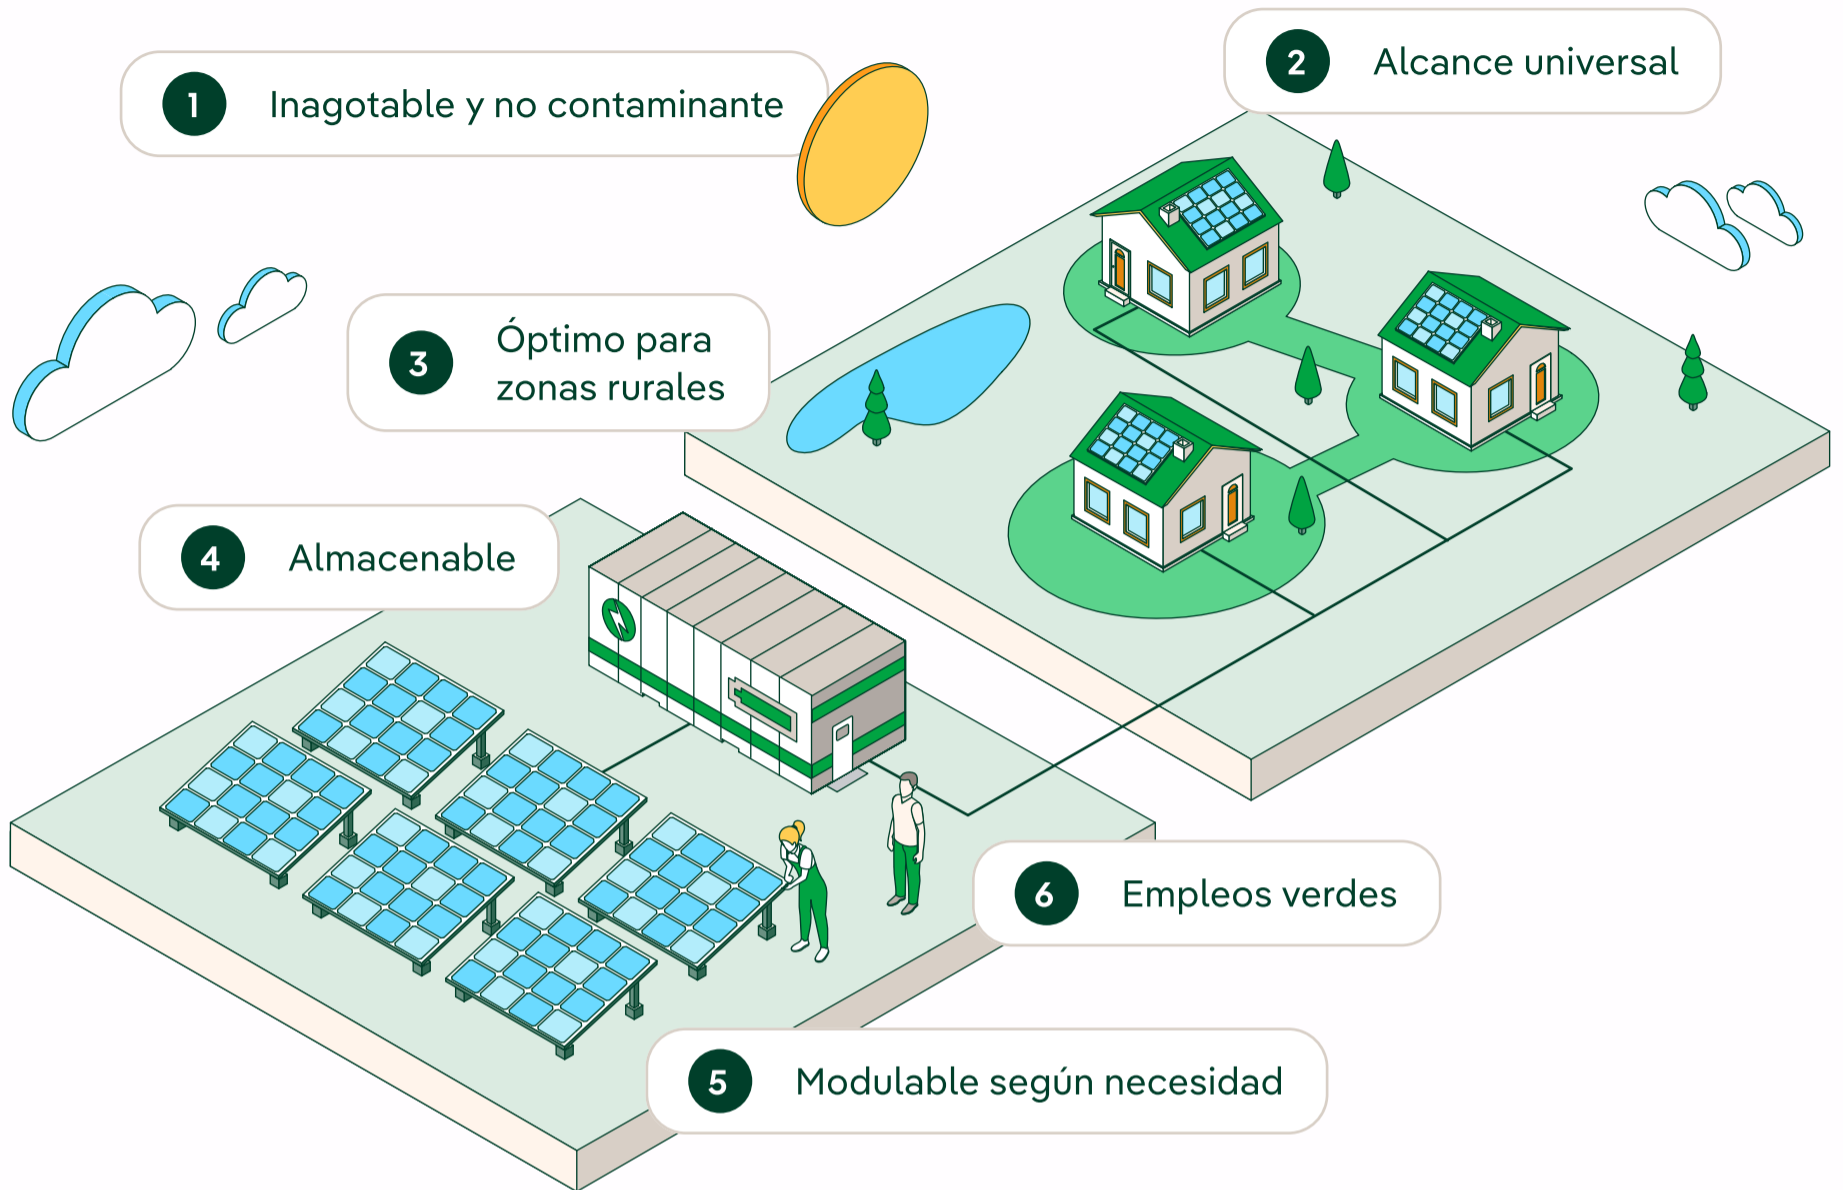 1 Inagotable y no contaminante
2 Alcance universal
3 Óptimo para
zonas rurales
4 Almacenable
5 Modulable según necesidad
6 Empleos verdes